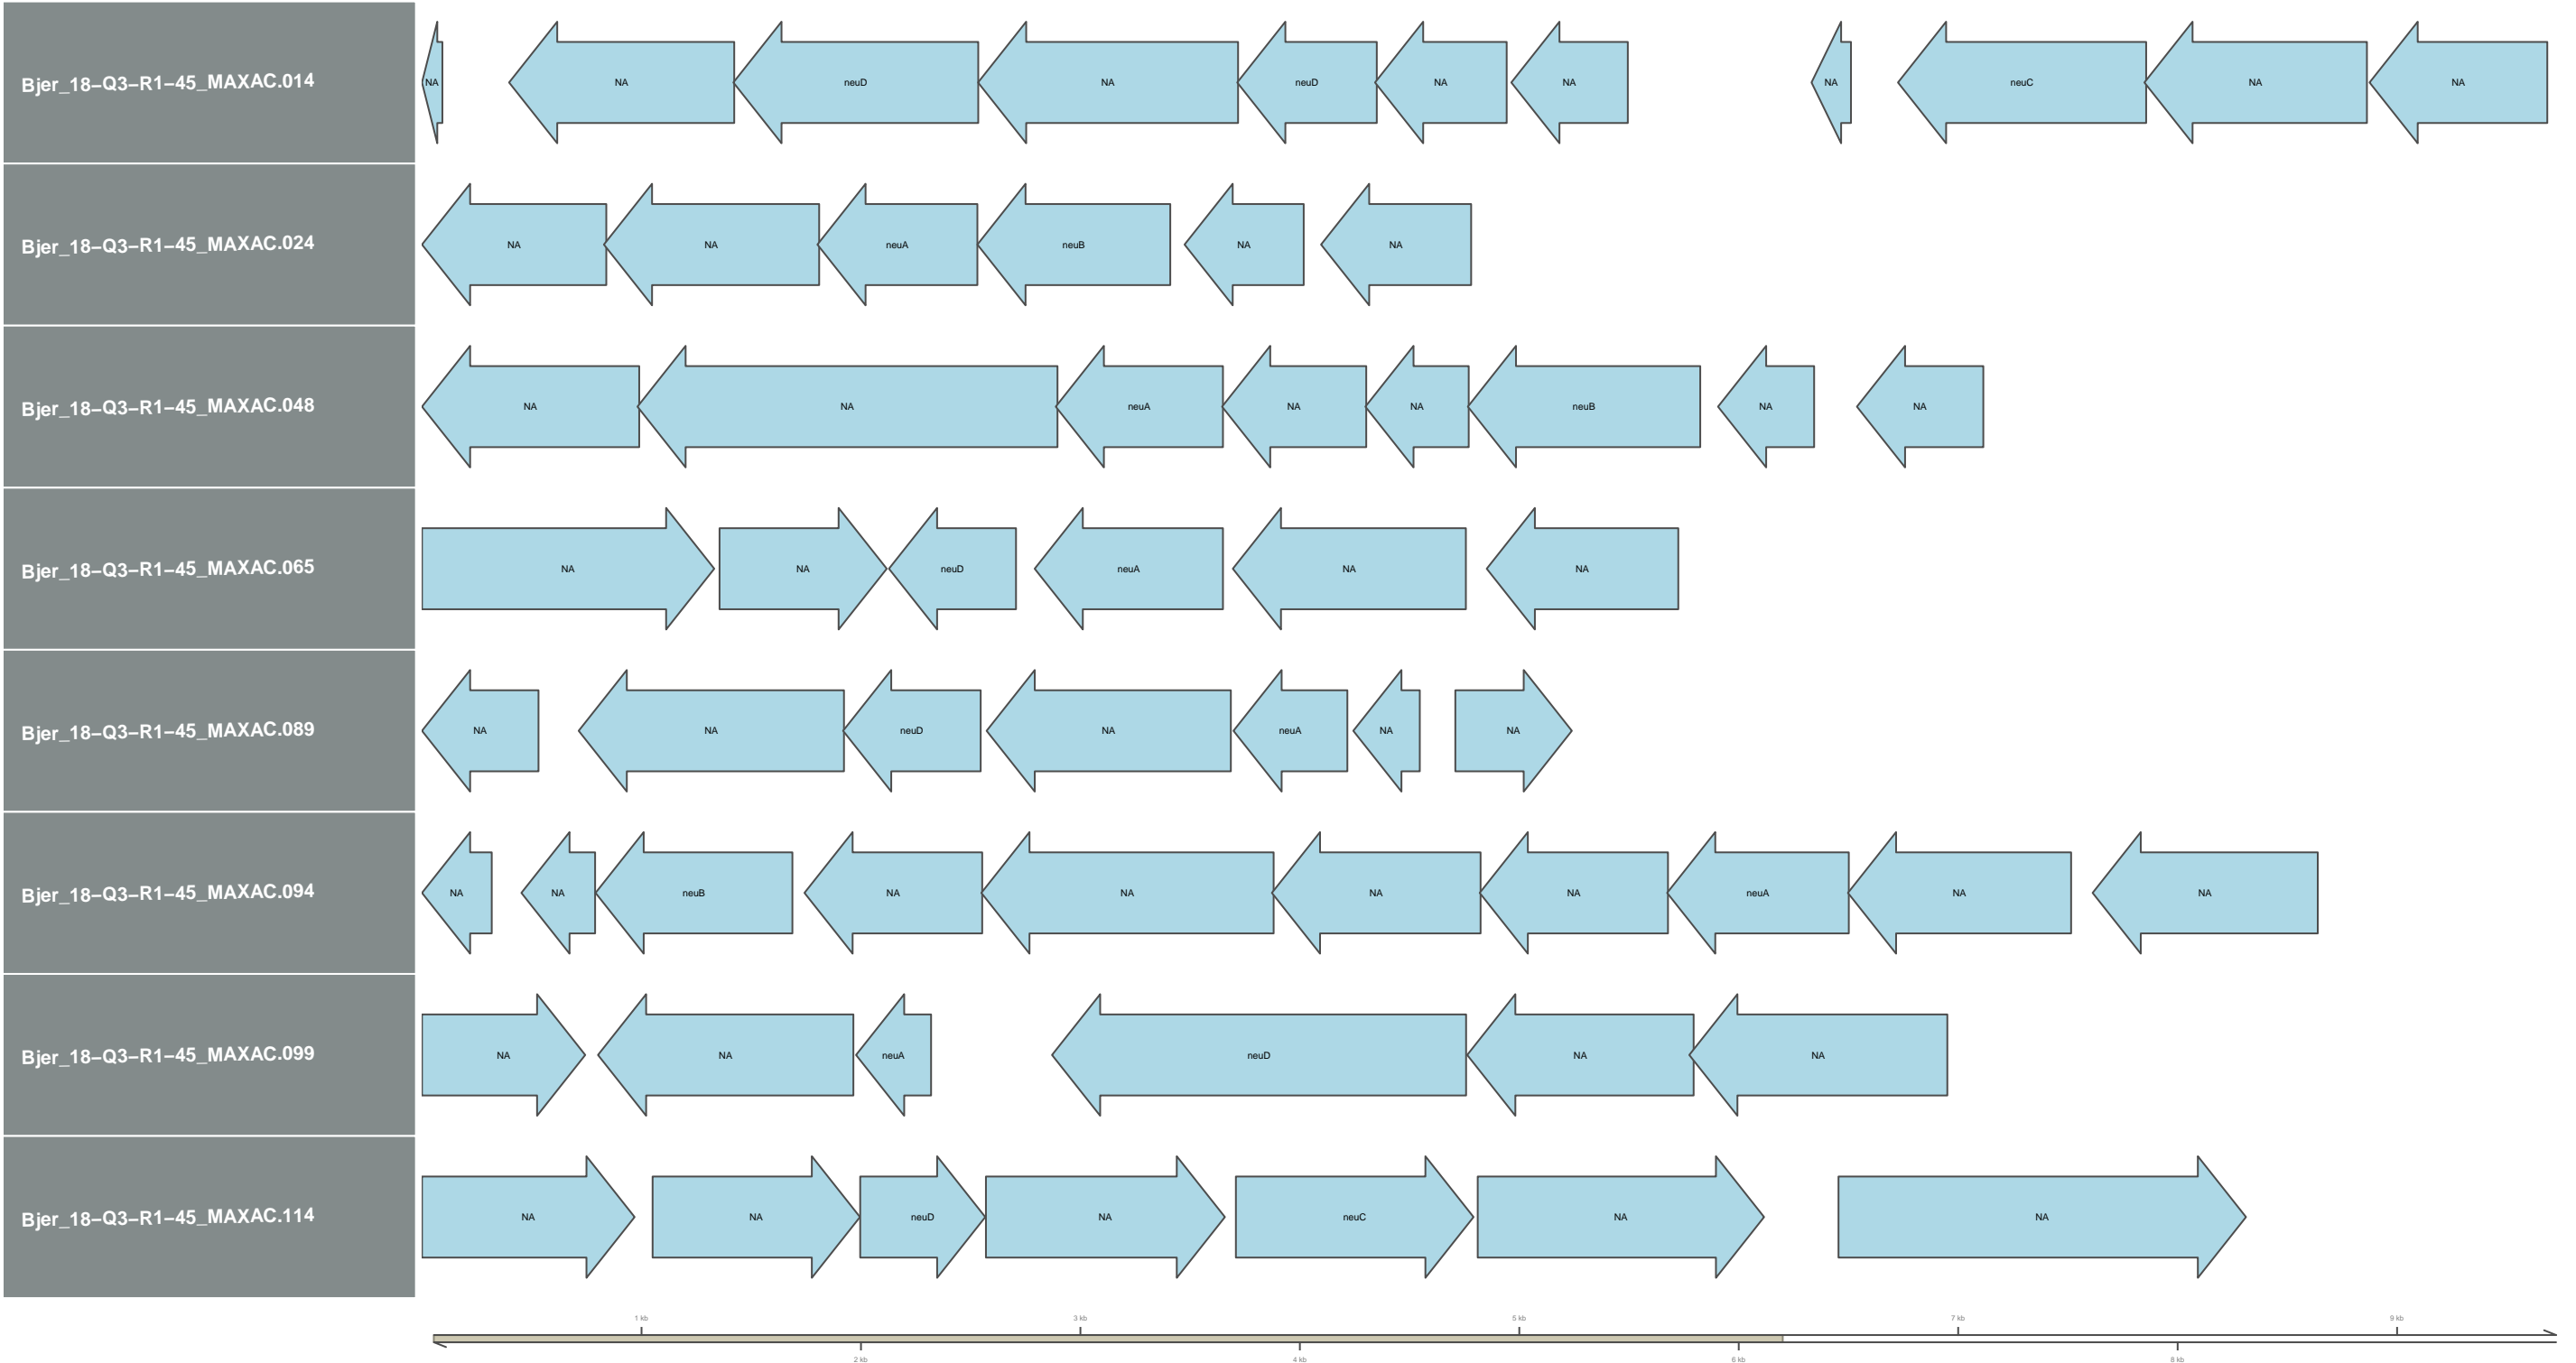 Bjer_18–Q3–R1–45_MAXAC.014
NA NA neuD NA neuD NA NA NA neuC NA NA
Bjer_18–Q3–R1–45_MAXAC.024
NA NA neuA neuB NA NA
Bjer_18–Q3–R1–45_MAXAC.048
NA NA neuA NA NA neuB NA NA
Bjer_18–Q3–R1–45_MAXAC.065
NA NA neuD neuA NA NA
Bjer_18–Q3–R1–45_MAXAC.089
NA NA neuD NA neuA NA NA
Bjer_18–Q3–R1–45_MAXAC.094
NA NA neuB NA NA NA NA neuA NA NA
Bjer_18–Q3–R1–45_MAXAC.099
NA NA neuA neuD NA NA
Bjer_18–Q3–R1–45_MAXAC.114
NA NA neuD NA neuC NA NA
1 kb 3 kb 5 kb 7 kb 9 kb
2 kb 4 kb 6 kb 8 kb